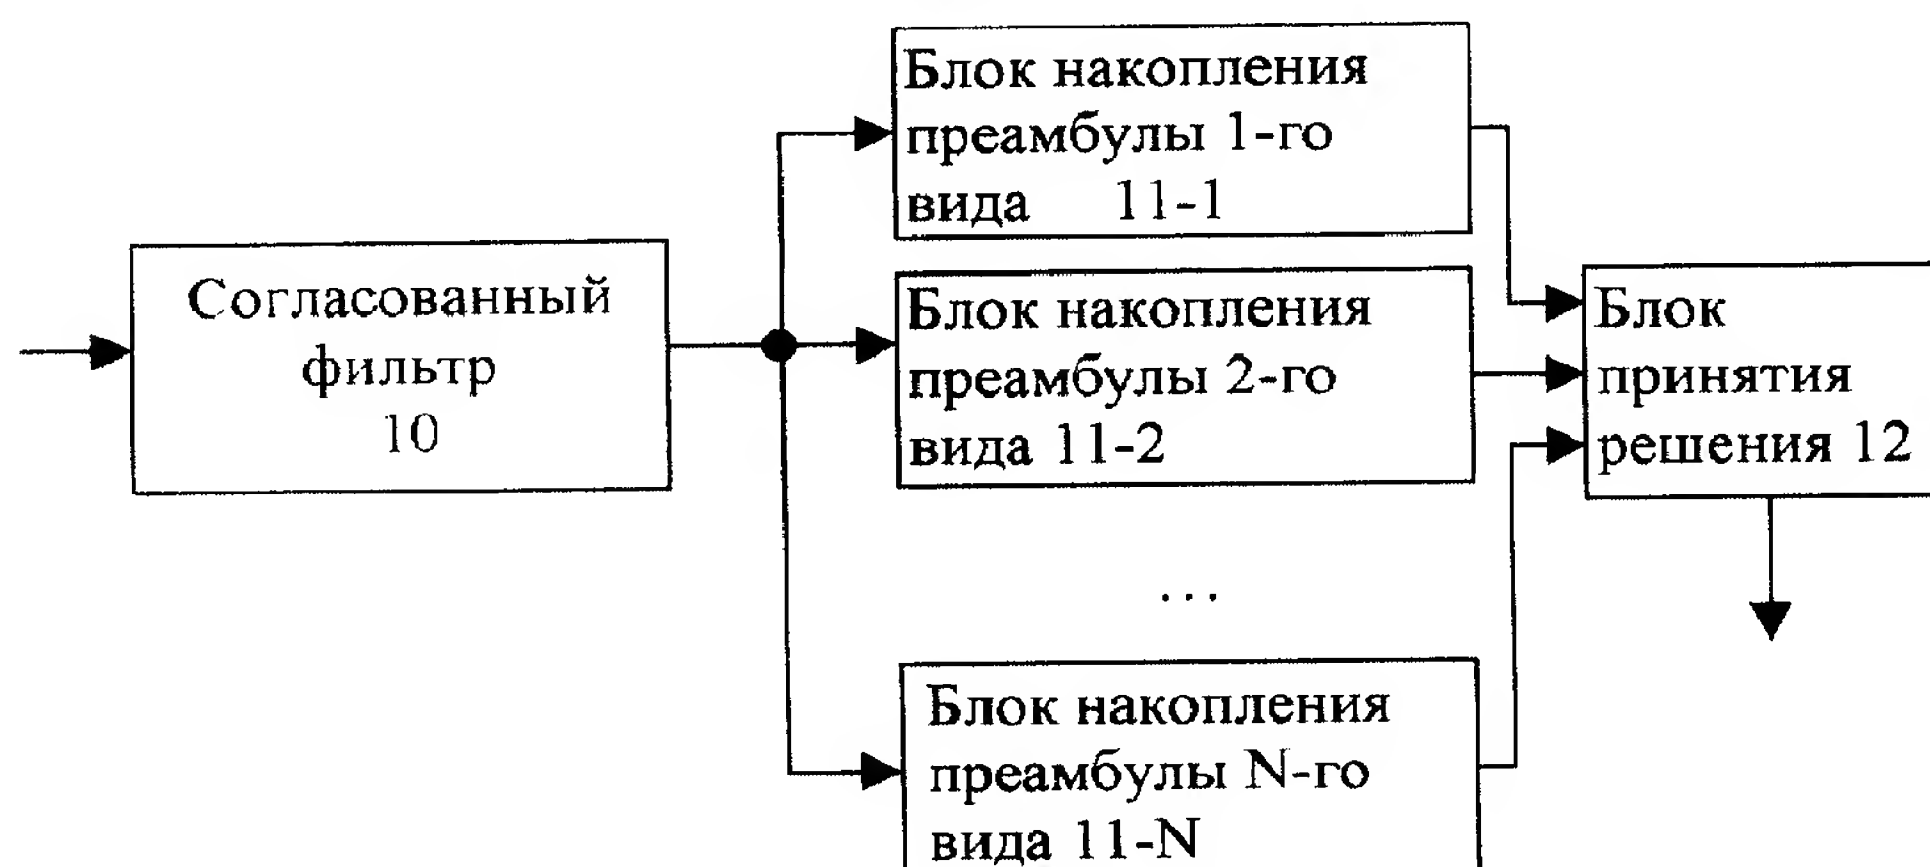 Согласованный
фильтр
10
Блок накопления
преамбулы 1-го
вида 11-1
Блок накопления
преамбулы 2-го
вида 11-2
...
Блок накопления
преамбулы N-го
вида 11-N
Блок
принятия
решения 12